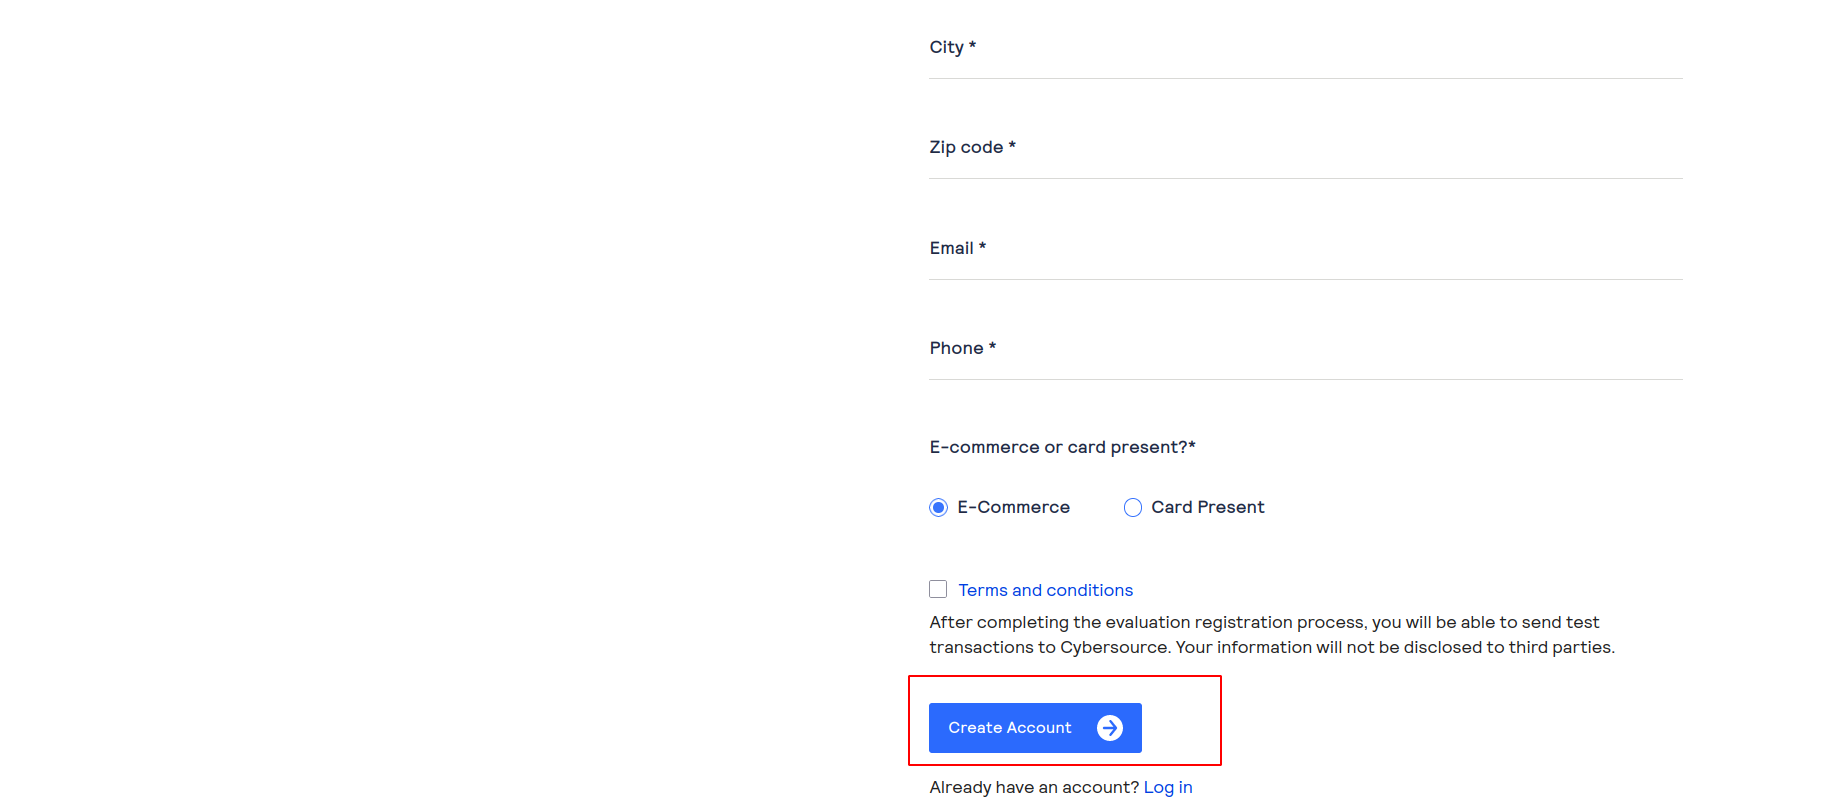 City *
Zip code *
Email *
Phone *
E-commerce or card present?*
E-Commerce Card Present
Terms and conditions
After completing the evaluation registration process, you will be able to send test
transactions to Cybersource. Your information will not be disclosed to third parties.
Create Account
Already have an account? Log in